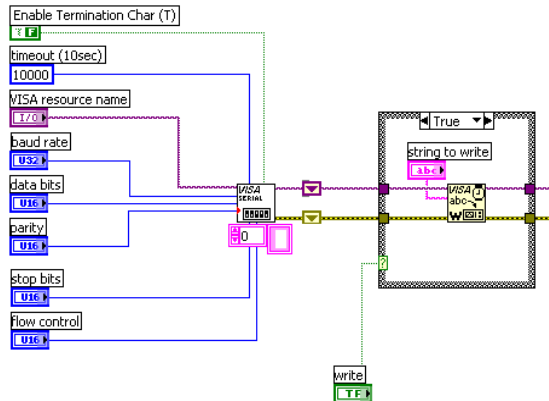 Enable Termination Char (T)
T F
timeout (10sec)
10000
VISA resource name
I/O
baud rate
U32
data bits
U16
parity
U16
stop bits
U16
flow control
U16
VISA
SERIAL
0
True
string to write
abc
VISA
abc
W
?
write
TF